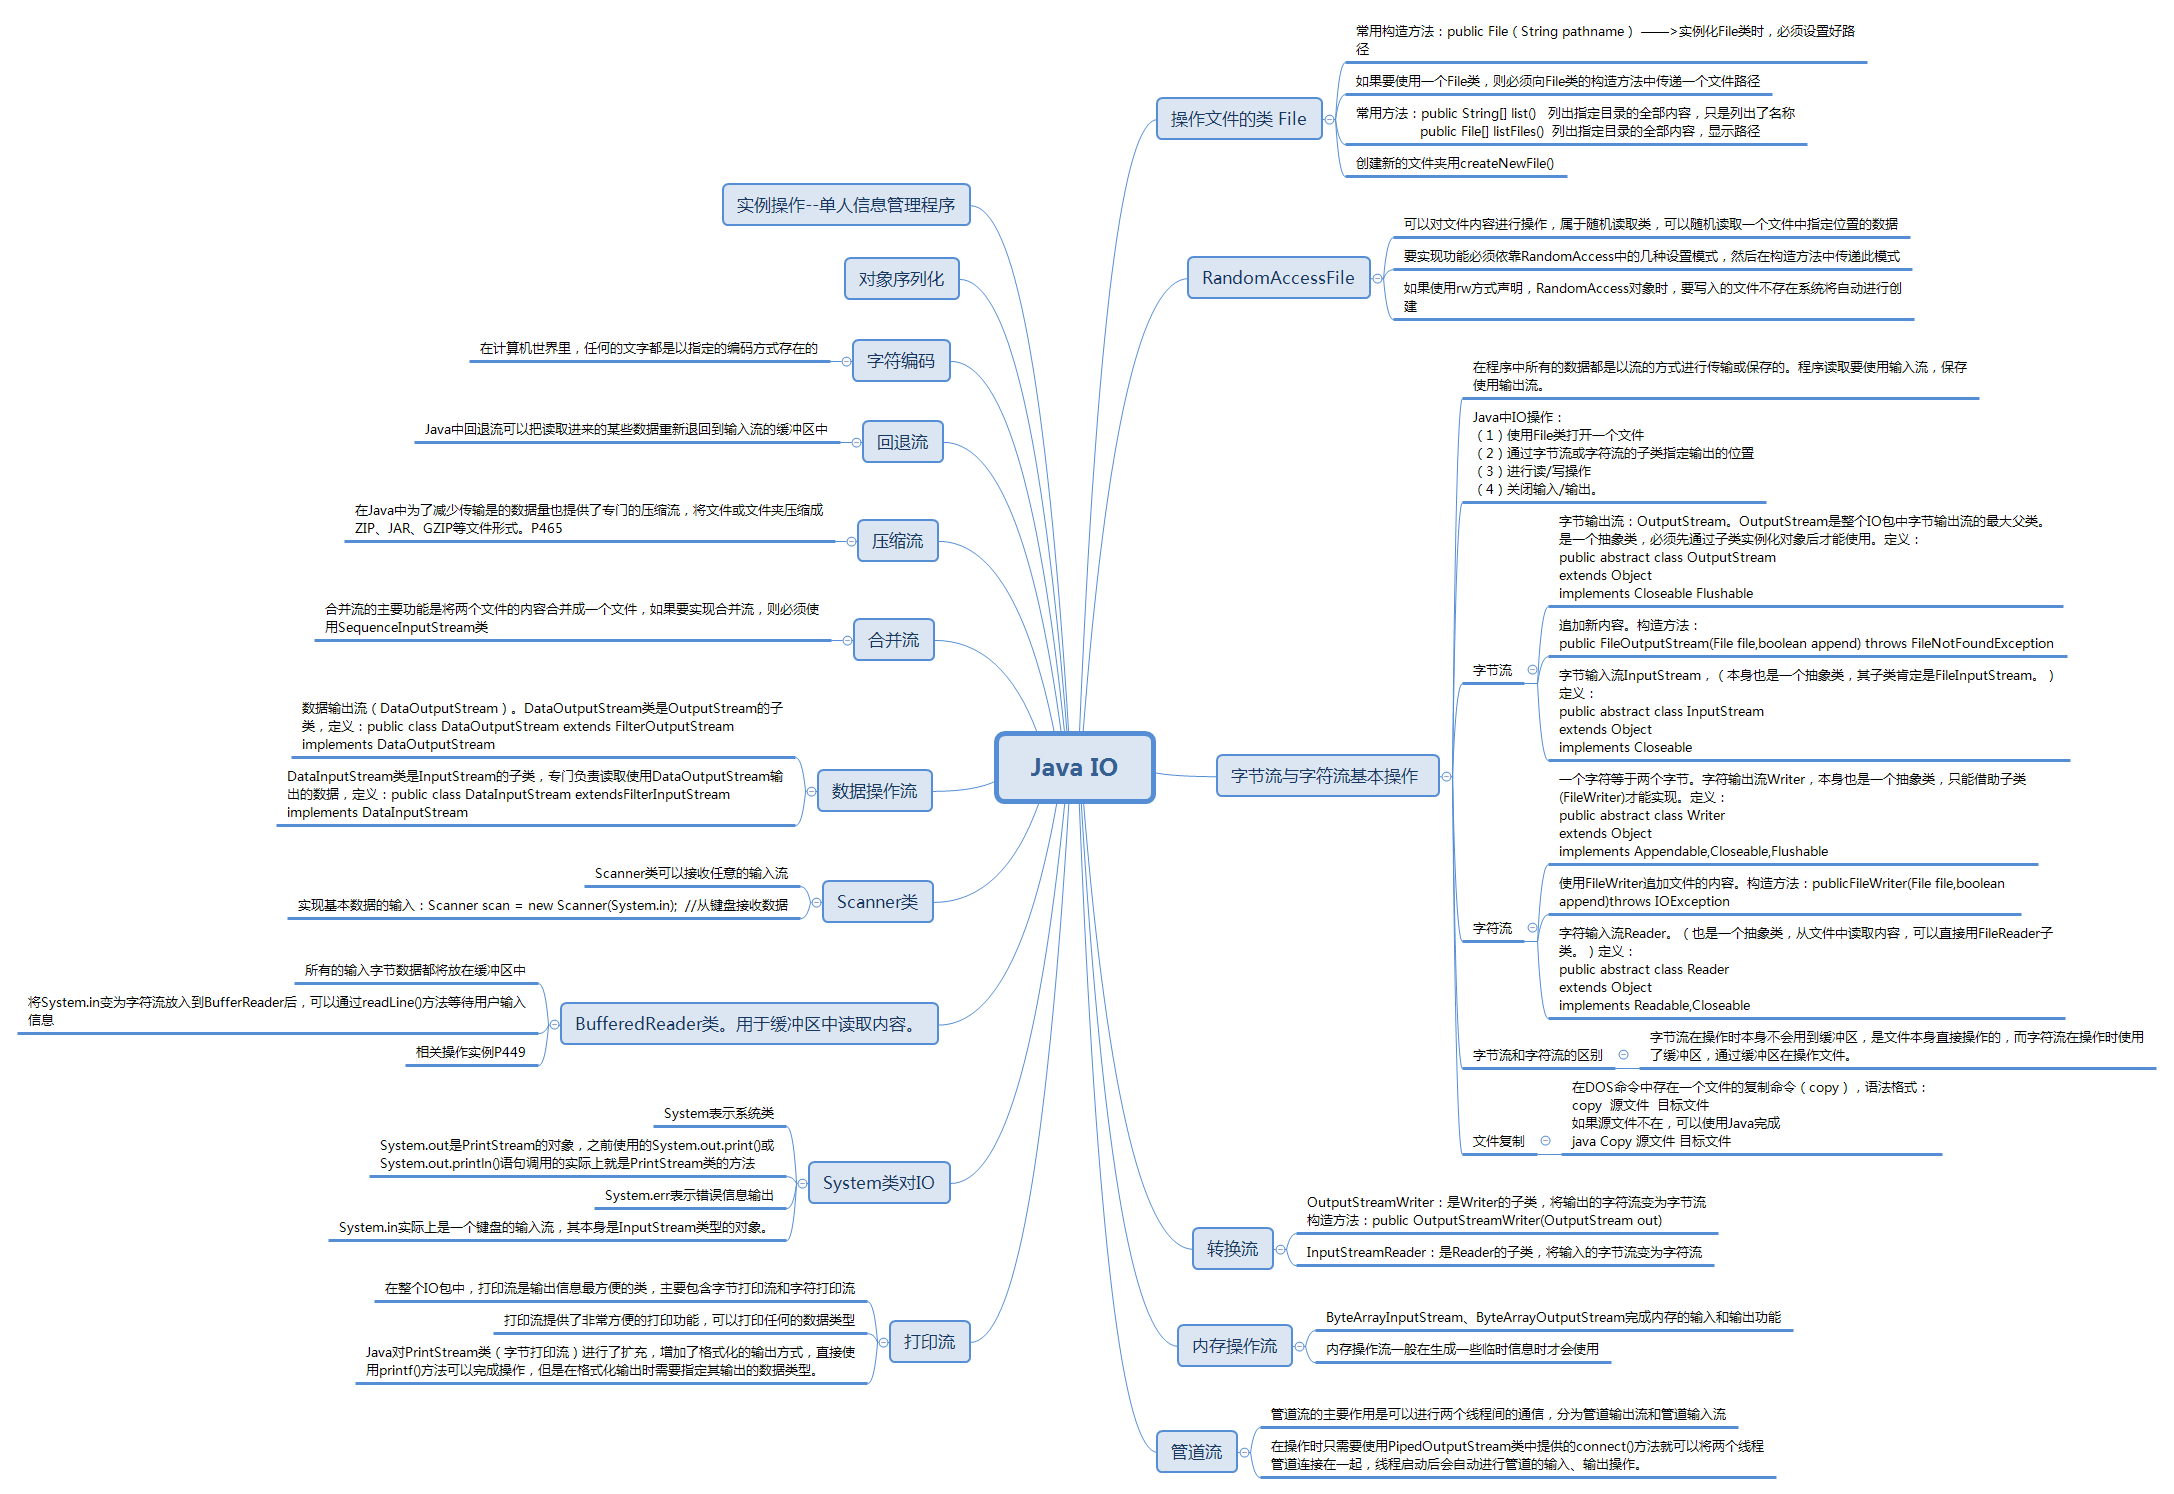 Java IO
操作文件的类 File
常用构造方法：public File（String pathname） ——>实例化File类时，必须设置好路
径
如果要使用一个File类，则必须向File类的构造方法中传递一个文件路径
常用方法：public String[] list()   列出指定目录的全部内容，只是列出了名称
public File[] listFiles()  列出指定目录的全部内容，显示路径
创建新的文件夹用createNewFile()
RandomAccessFile
可以对文件内容进行操作，属于随机读取类，可以随机读取一个文件中指定位置的数据
要实现功能必须依靠RandomAccess中的几种设置模式，然后在构造方法中传递此模式
如果使用rw方式声明，RandomAccess对象时，要写入的文件不存在系统将自动进行创
建
字节流与字符流基本操作
在程序中所有的数据都是以流的方式进行传输或保存的。程序读取要使用输入流，保存
使用输出流。
Java中IO操作：
（1）使用File类打开一个文件
（2）通过字节流或字符流的子类指定输出的位置
（3）进行读/写操作
（4）关闭输入/输出。
字节流
字节输出流：OutputStream。OutputStream是整个IO包中字节输出流的最大父类。
是一个抽象类，必须先通过子类实例化对象后才能使用。定义：
public abstract class OutputStream
extends Object
implements Closeable Flushable
追加新内容。构造方法：
public FileOutputStream(File file,boolean append) throws FileNotFoundException
字节输入流InputStream，（本身也是一个抽象类，其子类肯定是FileInputStream。）
定义：
public abstract class InputStream
extends Object
implements Closeable
字符流
一个字符等于两个字节。字符输出流Writer，本身也是一个抽象类，只能借助子类
(FileWriter)才能实现。定义：
public abstract class Writer
extends Object
implements Appendable,Closeable,Flushable
使用FileWriter追加文件的内容。构造方法：publicFileWriter(File file,boolean
append)throws IOException
字符输入流Reader。（也是一个抽象类，从文件中读取内容，可以直接用FileReader子
类。）定义：
public abstract class Reader
extends Object
implements Readable,Closeable
字节流和字符流的区别
字节流在操作时本身不会用到缓冲区，是文件本身直接操作的，而字符流在操作时使用
了缓冲区，通过缓冲区在操作文件。
文件复制
在DOS命令中存在一个文件的复制命令（copy），语法格式：
copy  源文件  目标文件
如果源文件不在，可以使用Java完成
java Copy 源文件 目标文件
转换流
OutputStreamWriter：是Writer的子类，将输出的字符流变为字节流
构造方法：public OutputStreamWriter(OutputStream out)
InputStreamReader：是Reader的子类，将输入的字节流变为字符流
内存操作流
ByteArrayInputStream、ByteArrayOutputStream完成内存的输入和输出功能
内存操作流一般在生成一些临时信息时才会使用
管道流
管道流的主要作用是可以进行两个线程间的通信，分为管道输出流和管道输入流
在操作时只需要使用PipedOutputStream类中提供的connect()方法就可以将两个线程
管道连接在一起，线程启动后会自动进行管道的输入、输出操作。
实例操作--单人信息管理程序
对象序列化
字符编码
在计算机世界里，任何的文字都是以指定的编码方式存在的
回退流
Java中回退流可以把读取进来的某些数据重新退回到输入流的缓冲区中
压缩流
在Java中为了减少传输是的数据量也提供了专门的压缩流，将文件或文件夹压缩成
ZIP、JAR、GZIP等文件形式。P465
合并流
合并流的主要功能是将两个文件的内容合并成一个文件，如果要实现合并流，则必须使
用SequenceInputStream类
数据操作流
数据输出流（DataOutputStream）。DataOutputStream类是OutputStream的子
类，定义：public class DataOutputStream extends FilterOutputStream
implements DataOutputStream
DataInputStream类是InputStream的子类，专门负责读取使用DataOutputStream输
出的数据，定义：public class DataInputStream extendsFilterInputStream
implements DataInputStream
Scanner类
Scanner类可以接收任意的输入流
实现基本数据的输入：Scanner scan = new Scanner(System.in);  //从键盘接收数据
BufferedReader类。用于缓冲区中读取内容。
所有的输入字节数据都将放在缓冲区中
将System.in变为字符流放入到BufferReader后，可以通过readLine()方法等待用户输入
信息
相关操作实例P449
System类对IO
System表示系统类
System.out是PrintStream的对象，之前使用的System.out.print()或
System.out.println()语句调用的实际上就是PrintStream类的方法
System.err表示错误信息输出
System.in实际上是一个键盘的输入流，其本身是InputStream类型的对象。
打印流
在整个IO包中，打印流是输出信息最方便的类，主要包含字节打印流和字符打印流
打印流提供了非常方便的打印功能，可以打印任何的数据类型
Java对PrintStream类（字节打印流）进行了扩充，增加了格式化的输出方式，直接使
用printf()方法可以完成操作，但是在格式化输出时需要指定其输出的数据类型。